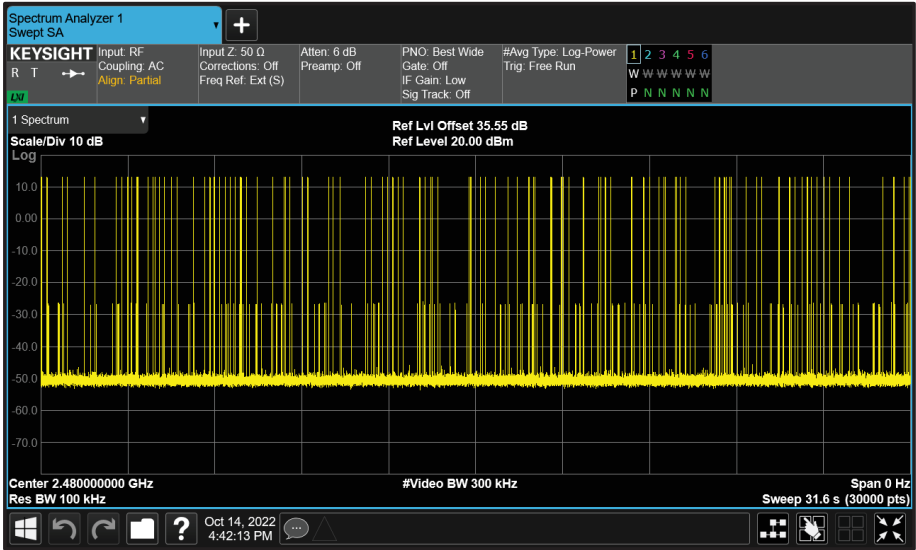 Spectrum Analyzer 1
Swept SA
+
KEYSIGHT
R T
LXI
Input: RF
Coupling: AC
Align: Partial
Input Z: 50 Ω
Corrections: Off
Freq Ref: Ext (S)
Atten: 6 dB
Preamp: Off
PNO: Best Wide
Gate: Off
IF Gain: Low
Sig Track: Off
#Avg Type: Log-Power
Trig: Free Run
1 2 3 4 5 6
W W W W W W
P N N N N N
1 Spectrum
Scale/Div 10 dB
Log
Ref Lvl Offset 35.55 dB
Ref Level 20.00 dBm
10.0
0.00
-10.0
-20.0
-30.0
-40.0
-50.0
-60.0
-70.0
Center 2.480000000 GHz
Res BW 100 kHz
#Video BW 300 kHz
Span 0 Hz
Sweep 31.6 s (30000 pts)
?
Oct 14, 2022
4:42:13 PM